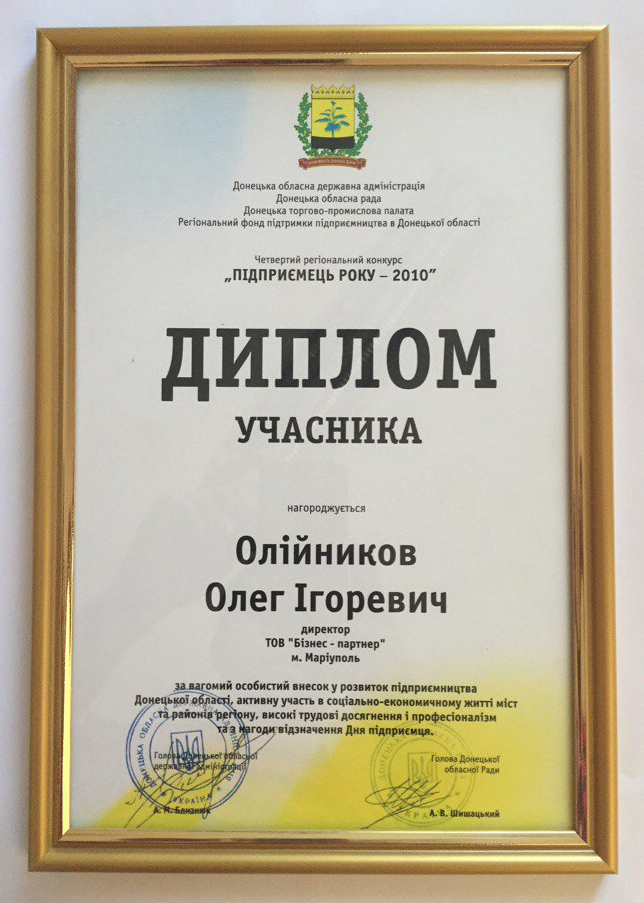 Донецька обласна державна адміністрація
Донецька обласна рада
Донецька торгово-промислова палата
Регіональний фонд підтримки підприємництва в Донецької області
Четвертий регіональний конкурс
„ПІДПРИЄМЕЦЬ РОКУ – 2010”
ДИПЛОМ
УЧАСНИКА
нагороджується
Олійников
Олег Ігоревич
директор
ТОВ "Бізнес - партнер"
м. Маріуполь
за вагомий особистий внесок у розвиток підприємництва
Донецької області, активну участь в соціально-економичному житті міст
та районів регіону, високі трудові досягнення і професіоналізм
та з нагоди відзначення Дня підприємця.
Голова Донецької обласної
державної адміністрації
А. М. Близнюк
Голова Донецької
обласної Ради
А. В. Шишацький
УКРАЇНА